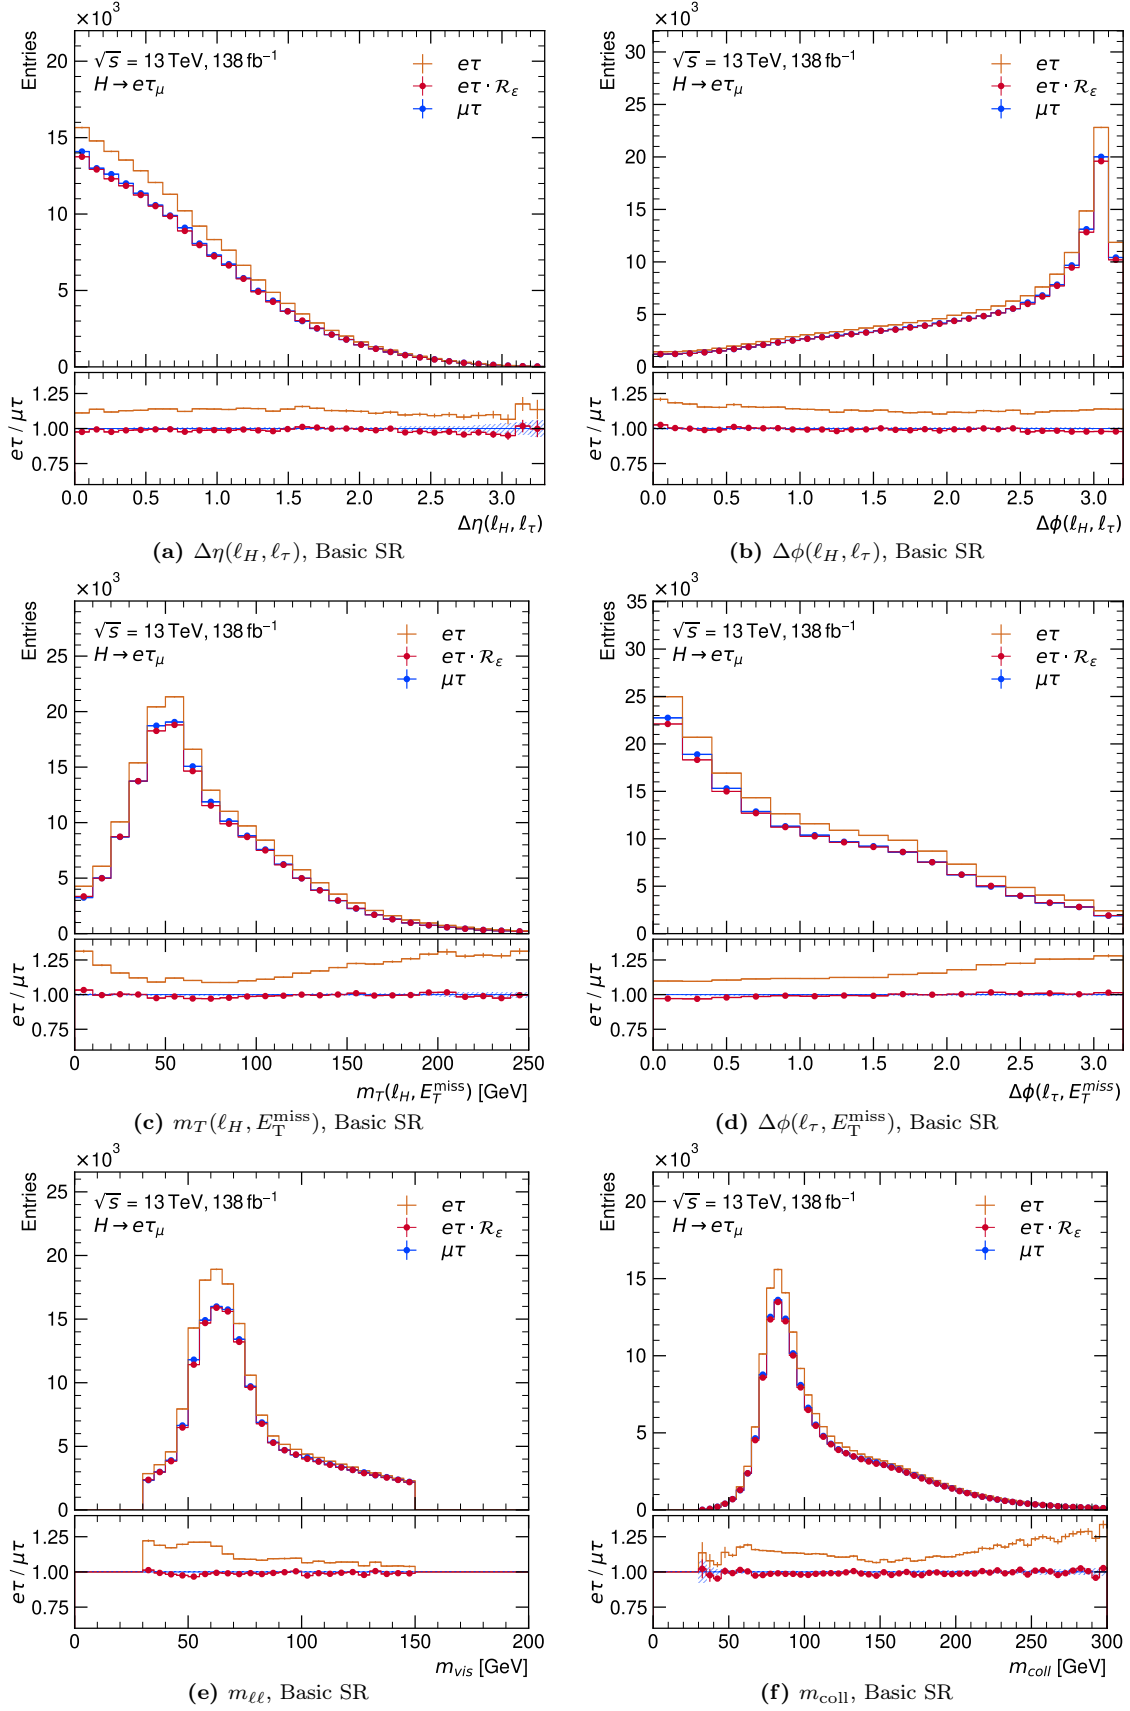 ×10³
Entries
√s = 13 TeV, 138 fb⁻¹
H → eτ_μ
eτ
eτ · R_ε
μτ
20
15
10
5
0
eτ / μτ
1.25
1.00
0.75
0.0 0.5 1.0 1.5 2.0 2.5 3.0
Δη(ℓ_H, ℓ_τ)
(a) Δη(ℓ_H, ℓ_τ), Basic SR
×10³
Entries
√s = 13 TeV, 138 fb⁻¹
H → eτ_μ
eτ
eτ · R_ε
μτ
30
25
20
15
10
5
0
eτ / μτ
1.25
1.00
0.75
0.0 0.5 1.0 1.5 2.0 2.5 3.0
Δϕ(ℓ_H, ℓ_τ)
(b) Δϕ(ℓ_H, ℓ_τ), Basic SR
×10³
Entries
√s = 13 TeV, 138 fb⁻¹
H → eτ_μ
eτ
eτ · R_ε
μτ
25
20
15
10
5
0
eτ / μτ
1.25
1.00
0.75
0 50 100 150 200 250
m_T(ℓ_H, E_T^miss) [GeV]
(c) m_T(ℓ_H, E_T^miss), Basic SR
×10³
Entries
√s = 13 TeV, 138 fb⁻¹
H → eτ_μ
eτ
eτ · R_ε
μτ
35
30
25
20
15
10
5
0
eτ / μτ
1.25
1.00
0.75
0.0 0.5 1.0 1.5 2.0 2.5 3.0
Δϕ(ℓ_τ, E_T^miss)
(d) Δϕ(ℓ_τ, E_T^miss), Basic SR
×10³
Entries
√s = 13 TeV, 138 fb⁻¹
H → eτ_μ
eτ
eτ · R_ε
μτ
25
20
15
10
5
0
eτ / μτ
1.25
1.00
0.75
0 50 100 150 200
m_vis [GeV]
(e) m_ℓℓ, Basic SR
×10³
Entries
√s = 13 TeV, 138 fb⁻¹
H → eτ_μ
eτ
eτ · R_ε
μτ
20
15
10
5
0
eτ / μτ
1.25
1.00
0.75
0 50 100 150 200 250 300
m_coll [GeV]
(f) m_coll, Basic SR